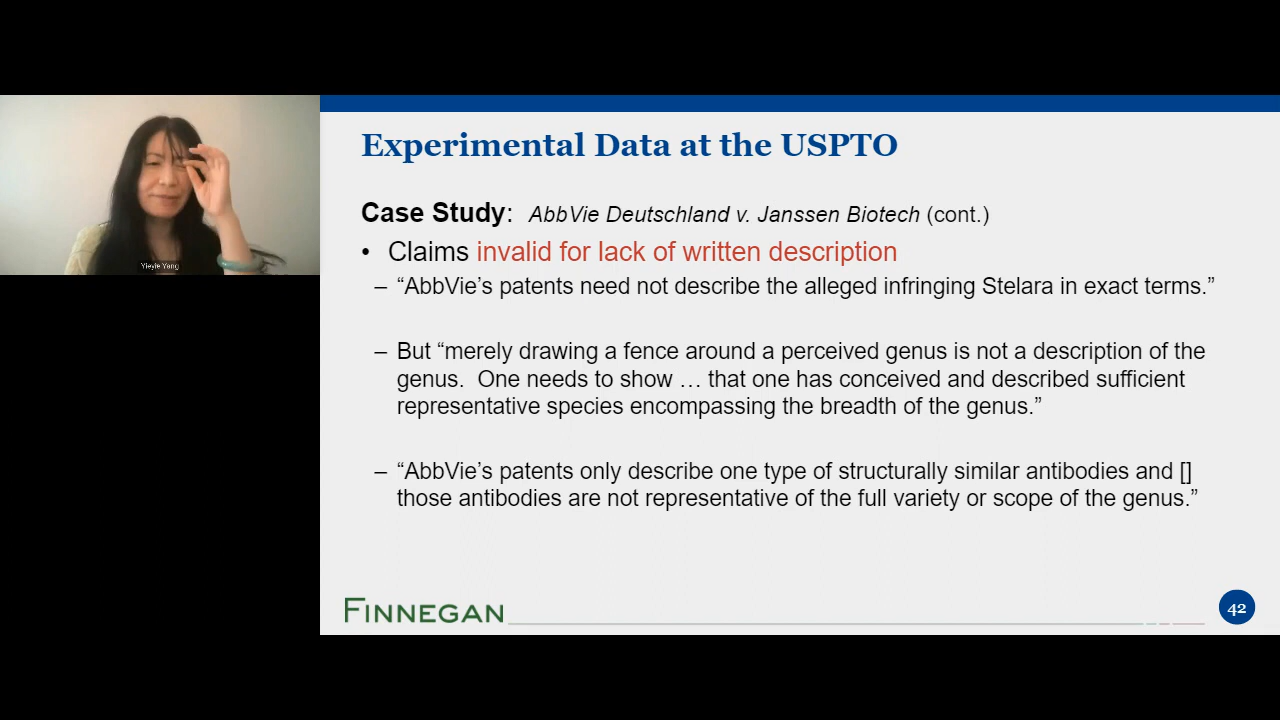 Experimental Data at the USPTO
Case Study: AbbVie Deutschland v. Janssen Biotech (cont.)
• Claims invalid for lack of written description
– “AbbVie’s patents need not describe the alleged infringing Stelara in exact terms.”
– But “merely drawing a fence around a perceived genus is not a description of the
genus. One needs to show … that one has conceived and described sufficient
representative species encompassing the breadth of the genus.”
– “AbbVie’s patents only describe one type of structurally similar antibodies and []
those antibodies are not representative of the full variety or scope of the genus.”
Yieyie Yang
FINNEGAN
42